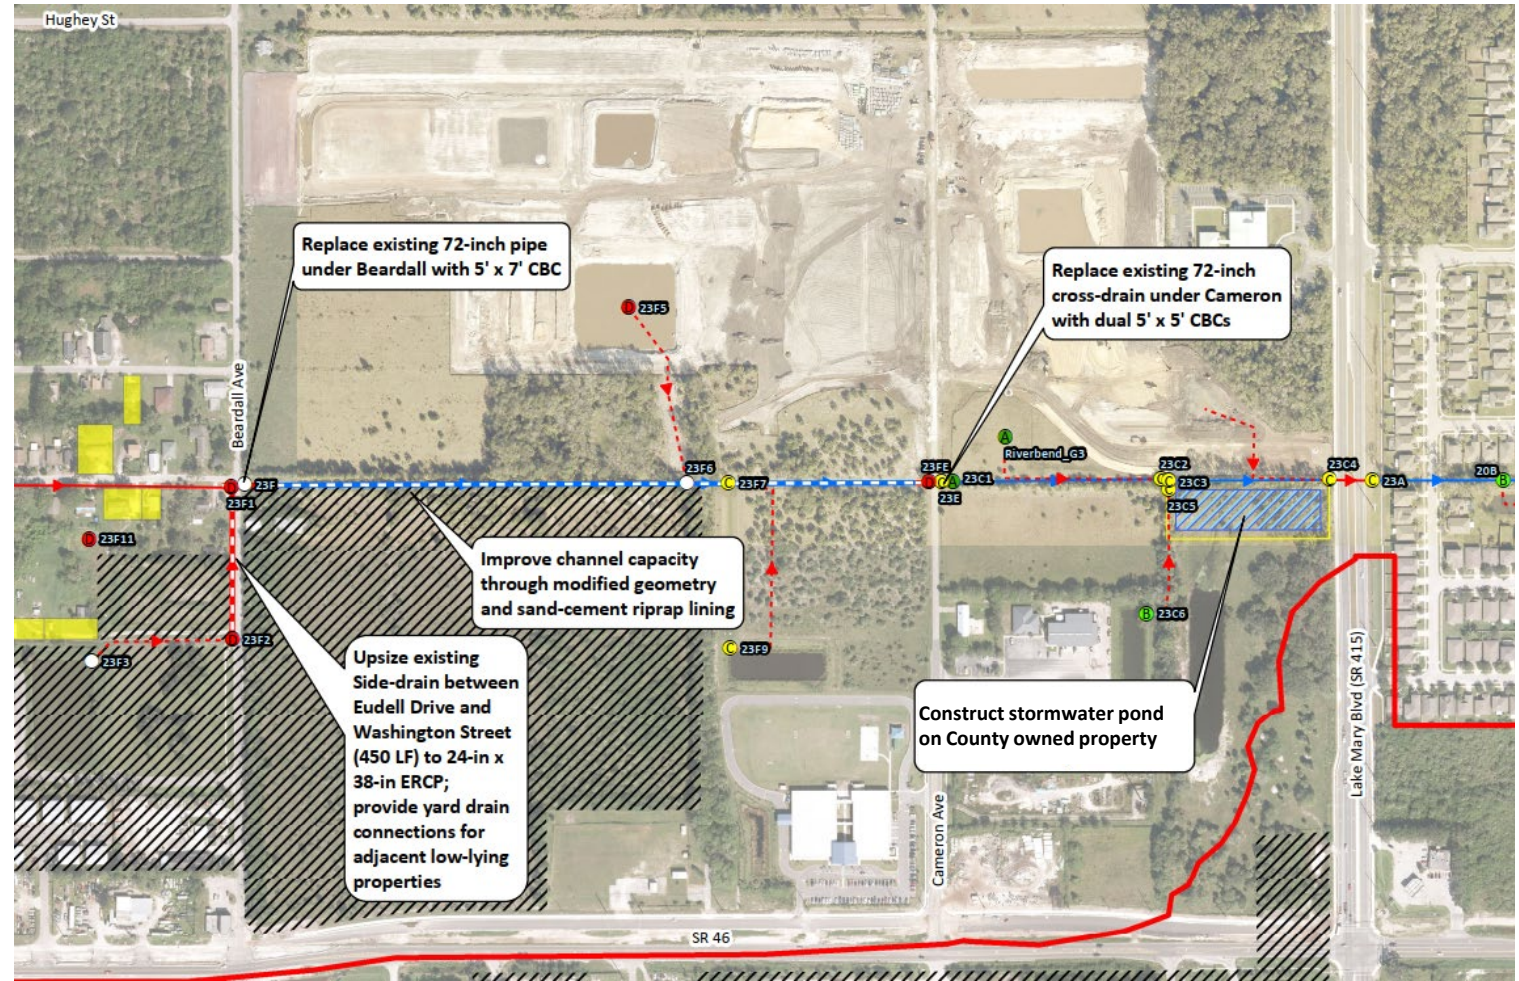 Hughey St
Replace existing 72-inch pipe
under Beardall with 5' x 7' CBC
Replace existing 72-inch
cross-drain under Cameron
with dual 5' x 5' CBCs
D 23F5
Beardall Ave
A
Riverbend_G3
23F6
23FE
23C2
23C4
20B
D 23F
C 23F7
D C A 23C1
C C 23C3
C C 23A
B
23F1
23E
C
23C5
D 23F11
Improve channel capacity
through modified geometry
and sand-cement riprap lining
B 23C6
D 23F2
23F3
C 23F9
Upsize existing
Side-drain between
Eudell Drive and
Washington Street
(450 LF) to 24-in x
38-in ERCP;
provide yard drain
connections for
adjacent low-lying
properties
Construct stormwater pond
on County owned property
Lake Mary Blvd (SR 415)
Cameron Ave
SR 46